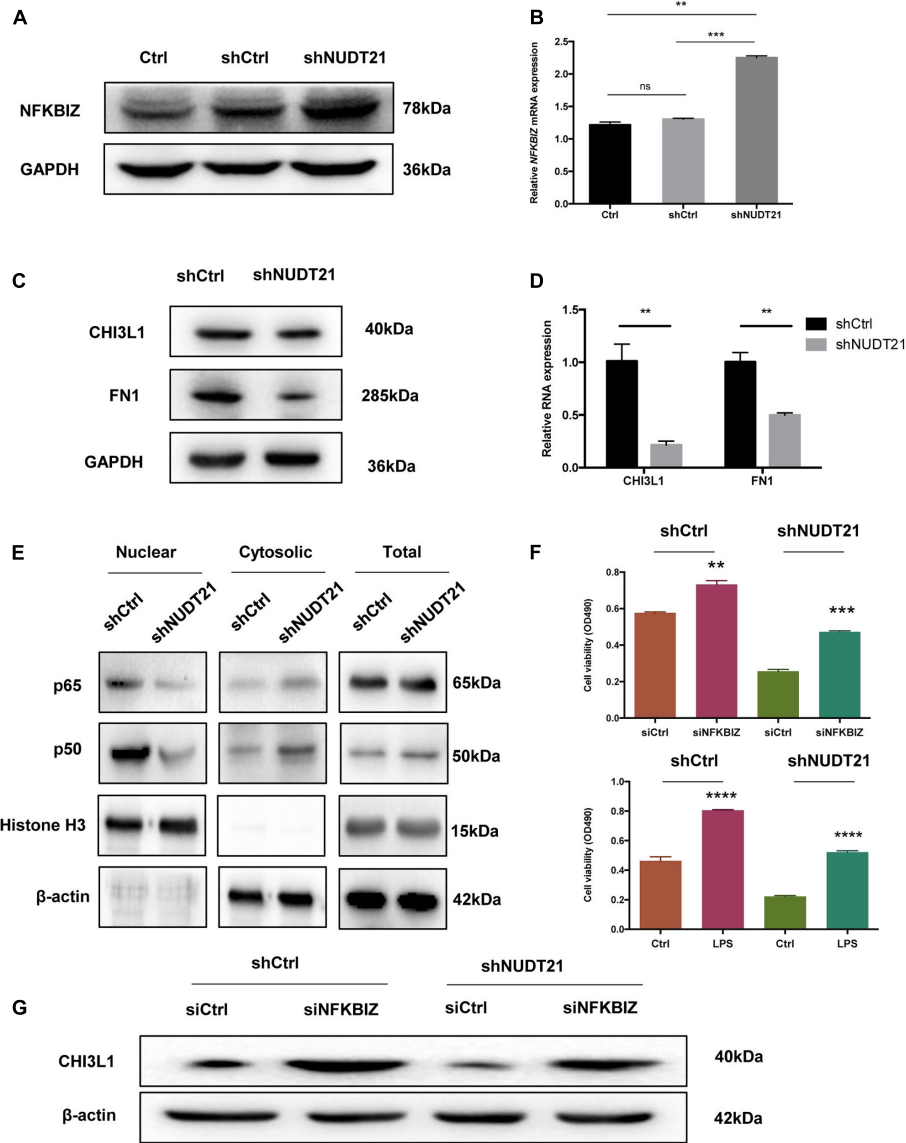 A
Ctrl shCtrl shNUDT21
NFKBIZ 78kDa
GAPDH 36kDa
B
Relative NFKBIZ mRNA expression
2.5
2.0
1.5
1.0
0.5
0.0
**
***
ns
Ctrl shCtrl shNUDT21
C
shCtrl shNUDT21
CHI3L1 40kDa
FN1 285kDa
GAPDH 36kDa
D
Relative RNA expression
1.5
1.0
0.5
0.0
** **
CHI3L1 FN1
shCtrl
shNUDT21
E
Nuclear Cytosolic Total
shCtrl shNUDT21 shCtrl shNUDT21 shCtrl shNUDT21
p65 65kDa
p50 50kDa
Histone H3 15kDa
β-actin 42kDa
F
shCtrl shNUDT21
Cell viability (OD490)
0.8
0.6
0.4
0.2
0.0
** ***
siCtrl siNFKBIZ siCtrl siNFKBIZ
shCtrl shNUDT21
Cell viability (OD490)
1.0
0.8
0.6
0.4
0.2
0.0
**** ****
Ctrl LPS Ctrl LPS
G
shCtrl shNUDT21
siCtrl siNFKBIZ siCtrl siNFKBIZ
CHI3L1 40kDa
β-actin 42kDa